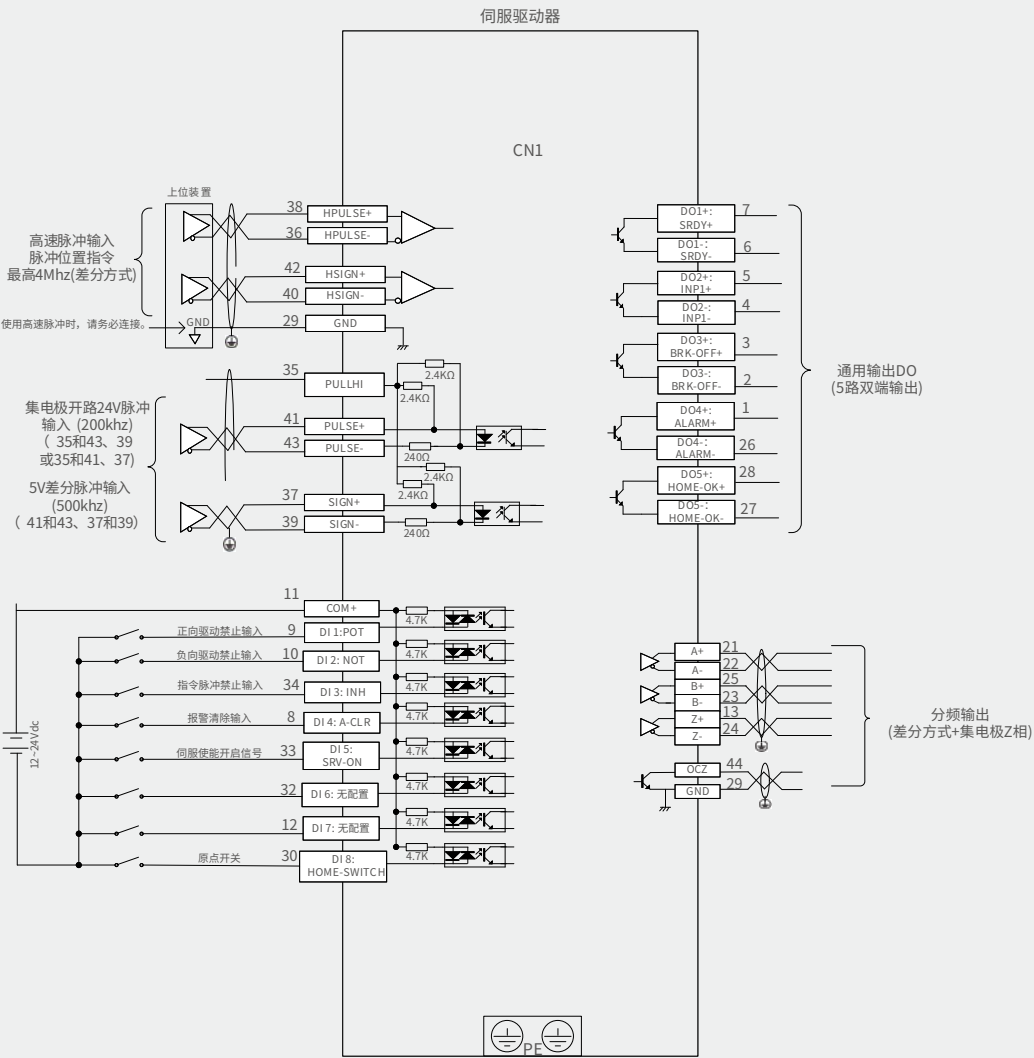 伺服驱动器
CN1
上位装置
高速脉冲输入
脉冲位置指令
最高4Mhz(差分方式)
使用高速脉冲时，请务必连接。
GND
38
HPULSE+
36
HPULSE-
42
HSIGN+
40
HSIGN-
29
GND
35
PULLHI
2.4KΩ
2.4KΩ
集电极开路24V脉冲
输入 (200khz)
（ 35和43、39
或35和41、37)
5V差分脉冲输入
(500khz)
（ 41和43、37和39）
41
PULSE+
43
PULSE-
240Ω
2.4KΩ
2.4KΩ
37
SIGN+
39
SIGN-
240Ω
11
COM+
4.7K
正向驱动禁止输入
9
DI 1:POT
4.7K
负向驱动禁止输入
10
DI 2: NOT
4.7K
指令脉冲禁止输入
34
DI 3: INH
4.7K
报警清除输入
8
DI 4: A-CLR
4.7K
伺服使能开启信号
33
DI 5:
SRV-ON
4.7K
32
DI 6: 无配置
4.7K
12
DI 7: 无配置
4.7K
原点开关
30
DI 8:
HOME-SWITCH
12~24Vdc
DO1+:
SRDY+
7
DO1-:
SRDY-
6
DO2+:
INP1+
5
DO2-:
INP1-
4
DO3+:
BRK-OFF+
3
DO3-:
BRK-OFF-
2
DO4+:
ALARM+
1
DO4-:
ALARM-
26
DO5+:
HOME-OK+
28
DO5-:
HOME-OK-
27
通用输出DO
(5路双端输出)
A+
21
A-
22
B+
25
B-
23
Z+
13
Z-
24
OCZ
44
GND
29
分频输出
(差分方式+集电极Z相)
PE